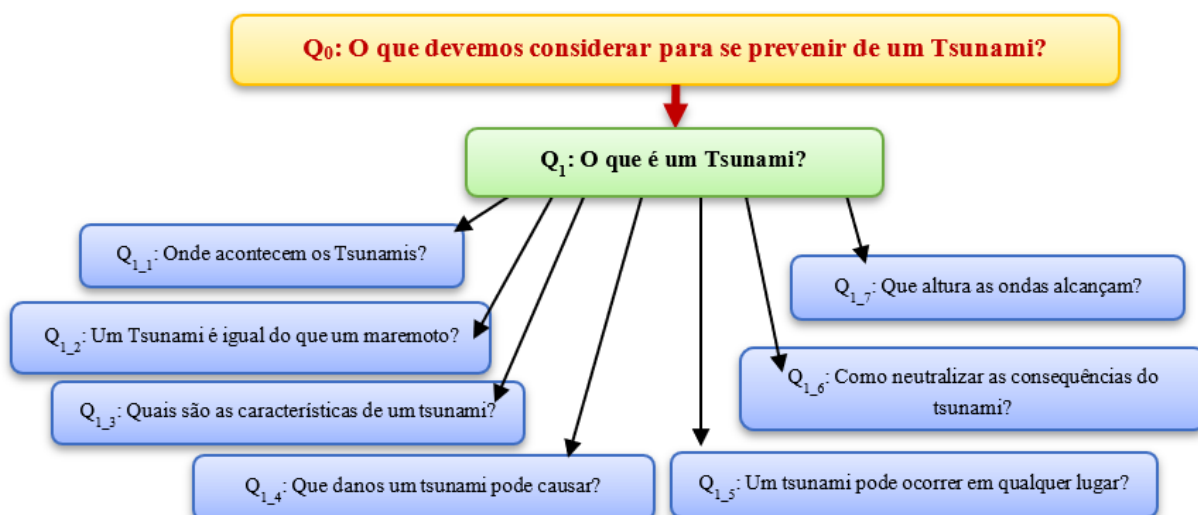 Q₀: O que devemos considerar para se prevenir de um Tsunami?
Q₁: O que é um Tsunami?
Q₁_₁: Onde acontecem os Tsunamis?
Q₁_₂: Um Tsunami é igual do que um maremoto?
Q₁_₃: Quais são as características de um tsunami?
Q₁_₄: Que danos um tsunami pode causar?
Q₁_₅: Um tsunami pode ocorrer em qualquer lugar?
Q₁_₆: Como neutralizar as consequências do
tsunami?
Q₁_₇: Que altura as ondas alcançam?